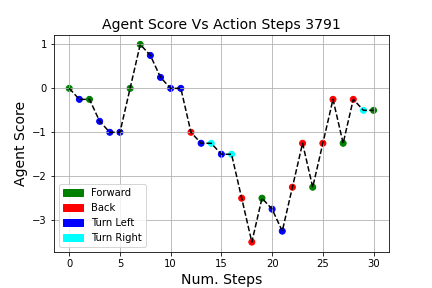 Agent Score Vs Action Steps 3791
1
0
−1
−2
−3
Agent Score
Forward
Back
Turn Left
Turn Right
0 5 10 15 20 25 30
Num. Steps